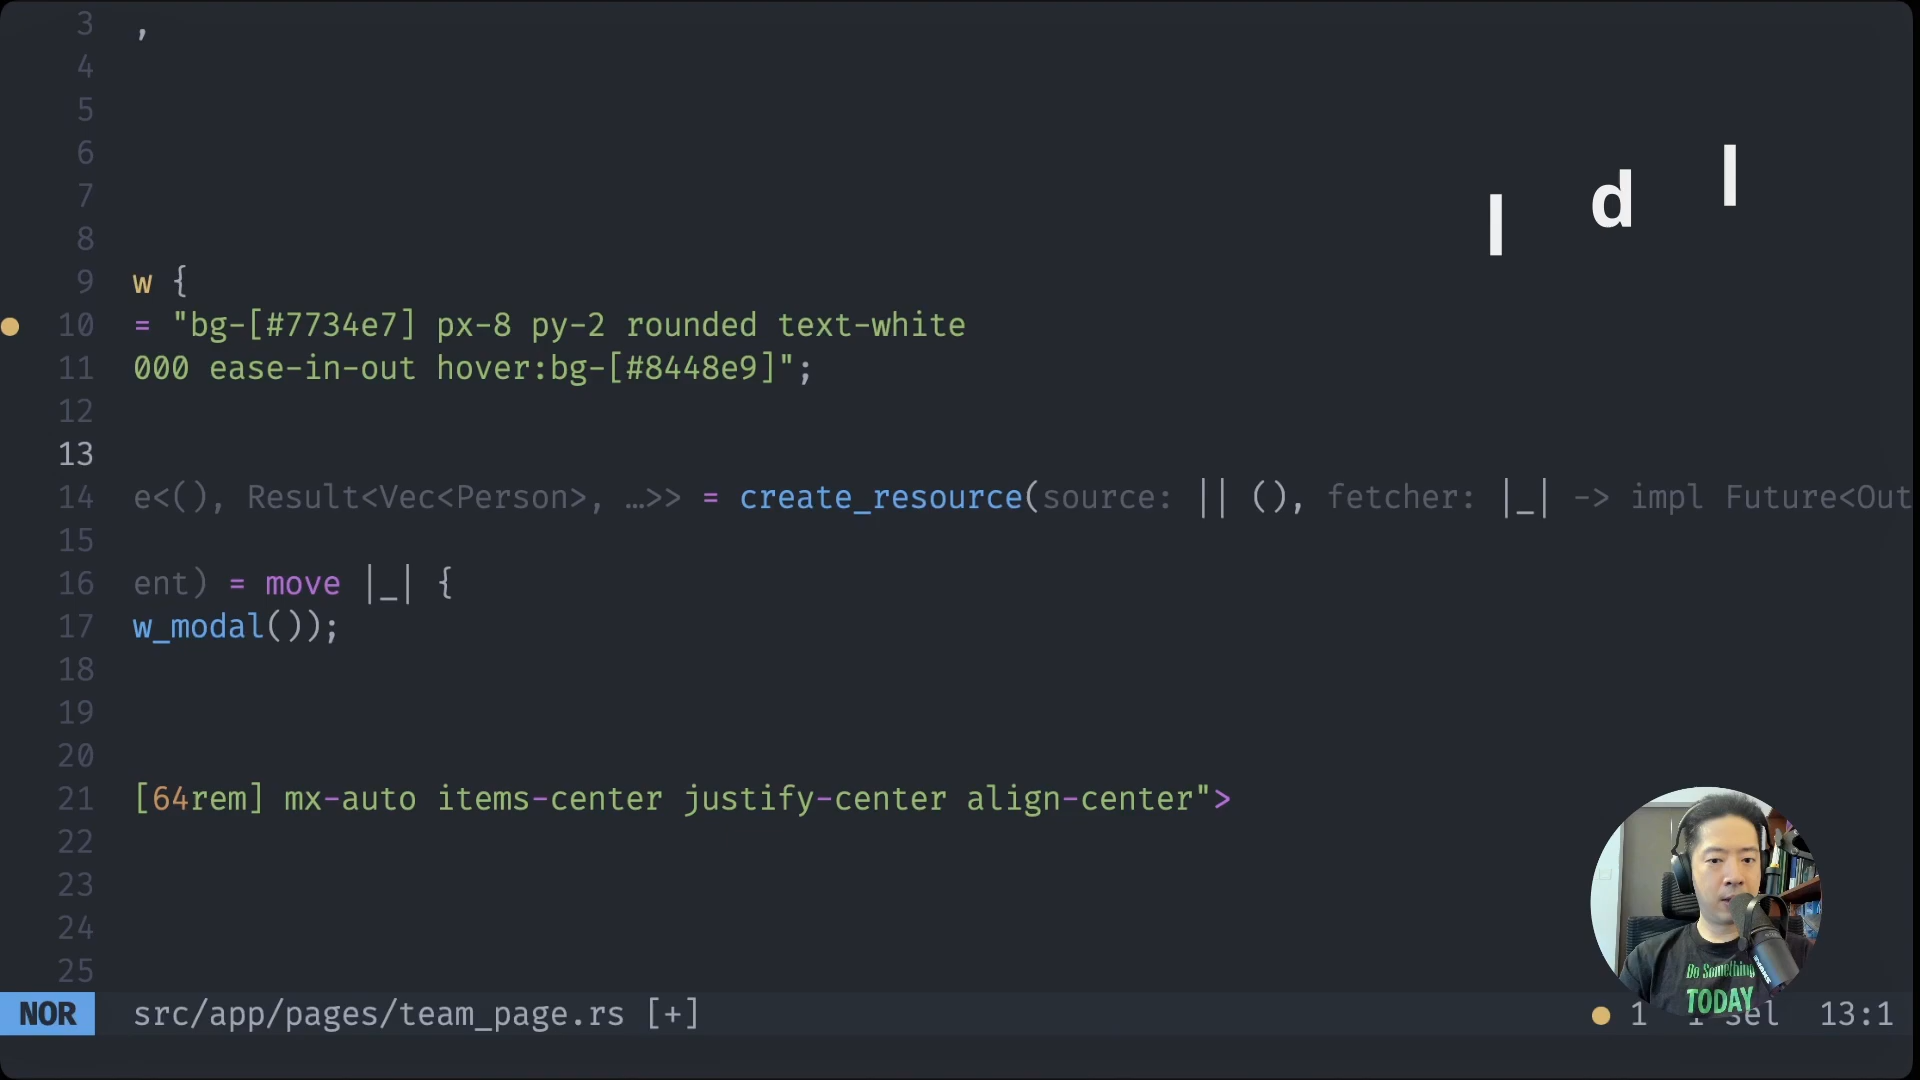 3 ,
4
5
6
7
8
9 w {
10 = "bg-[#7734e7] px-8 py-2 rounded text-white
11 000 ease-in-out hover:bg-[#8448e9]";
12
13
14 e<(), Result<Vec<Person>, …>> = create_resource(source: || (), fetcher: |_| -> impl Future<Out
15
16 ent) = move |_| {
17 w_modal());
18
19
20
21 [64rem] mx-auto items-center justify-center align-center">
22
23
24
25
l d l
Do Something
TODAY
NOR src/app/pages/team_page.rs [+] 1 1 sel 13:1